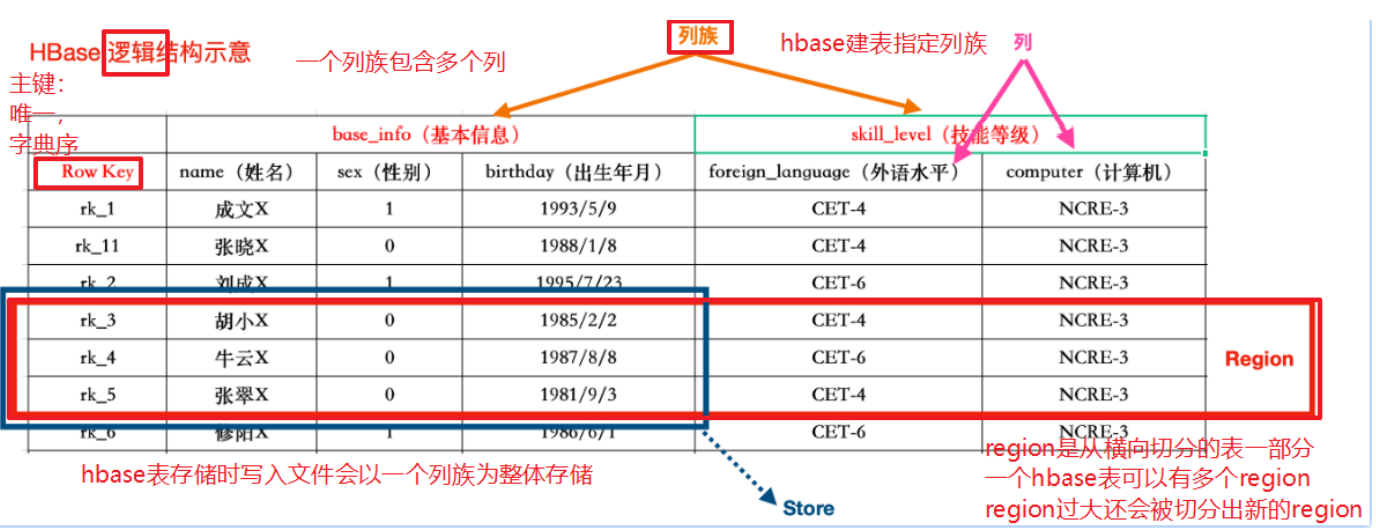 列族
hbase建表指定列族
列
HBase 逻辑结构示意
一个列族包含多个列
主键：
唯一，
字典序
base_info（基本信息） skill_level（技能等级）
Row Key name（姓名） sex（性别） birthday（出生年月） foreign_language（外语水平） computer（计算机）
rk_1 成文X 1 1993/5/9 CET-4 NCRE-3
rk_11 张晓X 0 1988/1/8 CET-4 NCRE-3
rk_2 刘成X 1 1995/7/23 CET-6 NCRE-3
rk_3 胡小X 0 1985/2/2 CET-4 NCRE-3
rk_4 牛云X 0 1987/8/8 CET-6 NCRE-3
rk_5 张翠X 0 1981/9/3 CET-4 NCRE-3
Region
rk_6 修阳X 1 1986/6/1 CET-6 NCRE-3
region是从横向切分的表一部分
一个hbase表可以有多个region
region过大还会被切分出新的region
hbase表存储时写入文件会以一个列族为整体存储
Store